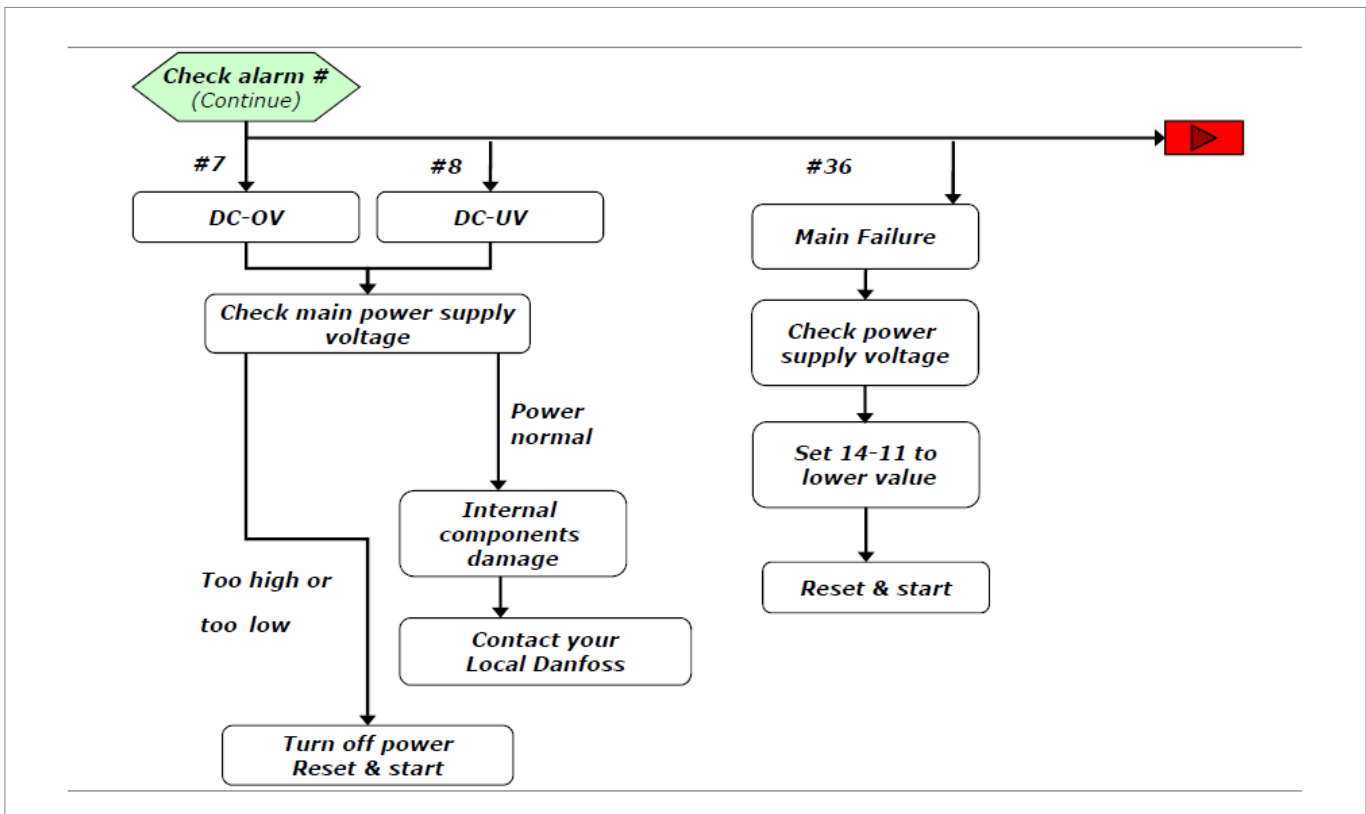 Check alarm #
(Continue)
#7
#8
#36
DC-OV
DC-UV
Main Failure
Check main power supply
voltage
Check power
supply voltage
Power
normal
Set 14-11 to
lower value
Internal
components
damage
Too high or
too low
Reset & start
Contact your
Local Danfoss
Turn off power
Reset & start